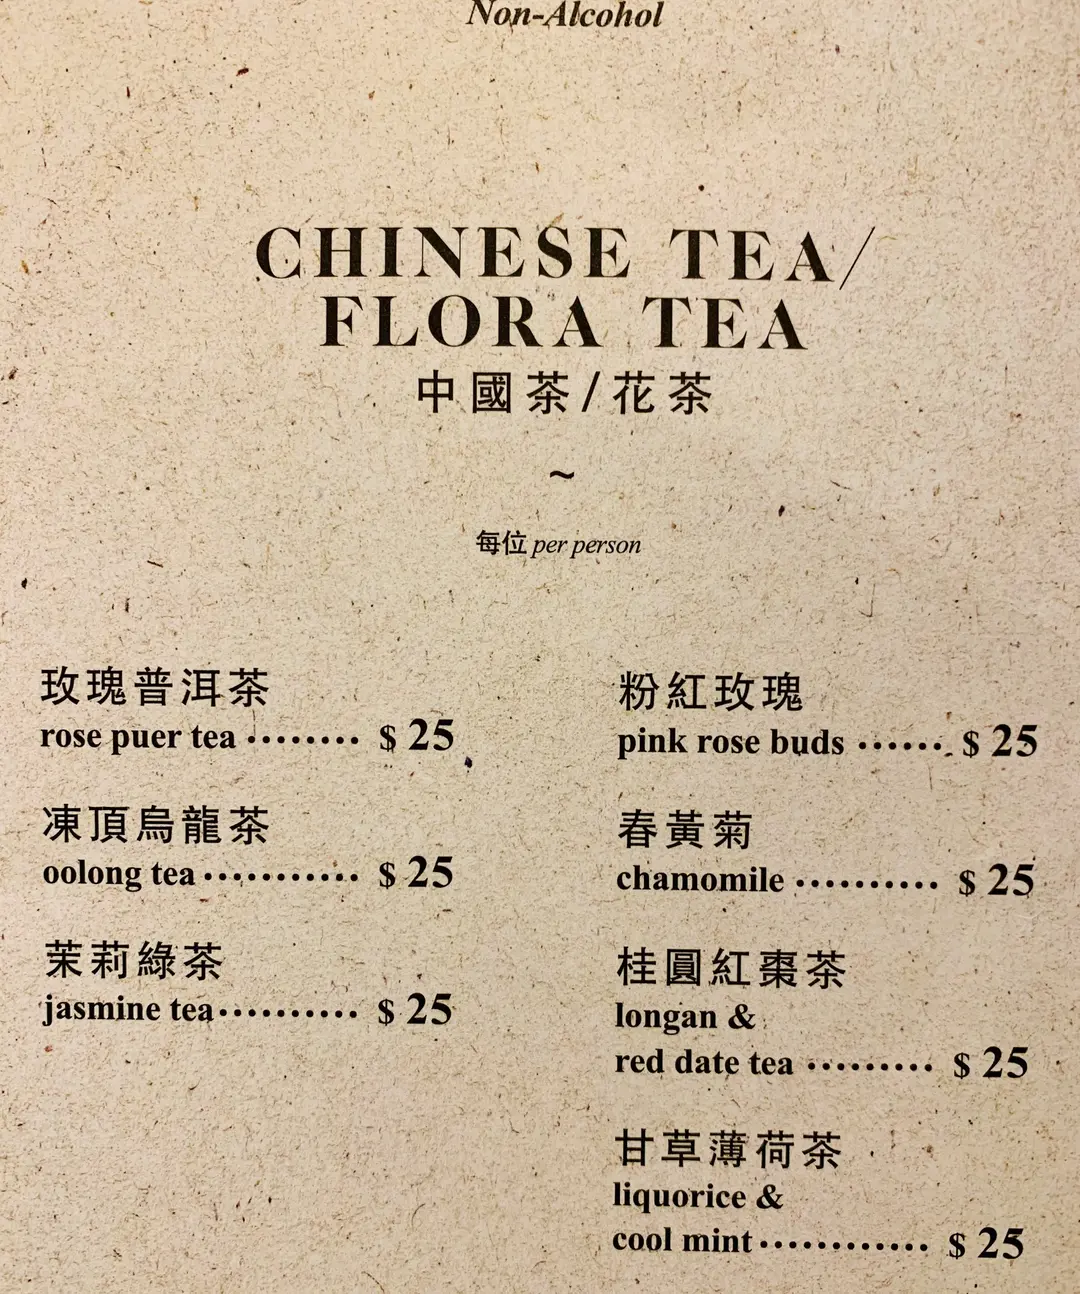 Non-Alcohol
CHINESE TEA/
FLORA TEA
中國茶/花茶
~
每位 per person
玫瑰普洱茶
rose puer tea ········ $ 25
凍頂烏龍茶
oolong tea ··········· $ 25
茉莉綠茶
jasmine tea ·········· $ 25
粉紅玫瑰
pink rose buds ······ $ 25
春黃菊
chamomile ·········· $ 25
桂圓紅棗茶
longan &
red date tea ········· $ 25
甘草薄荷茶
liquorice &
cool mint ············ $ 25